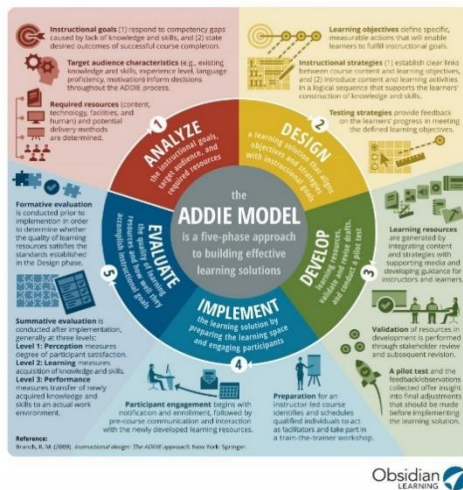 Instructional goals (1) respond to competency gaps
caused by lack of knowledge and skills, and (2) state
desired outcomes of successful course completion.
Target audience characteristics (e.g., existing
knowledge and skills, experience level, language
proficiency, motivation) inform decisions
throughout the ADDIE process.
Required resources (content,
technology, facilities, and
human) and potential
delivery methods
are determined.
Learning objectives define specific,
measurable actions that will enable
learners to fulfill instructional goals.
Instructional strategies (1) establish clear links
between course content and learning objectives,
and (2) introduce content and learning activities
in a logical sequence that supports the learners'
construction of knowledge and skills.
Testing strategies provide feedback
on the learners' progress in meeting
the defined learning objectives.
1
ANALYZE
the instructional goals,
target audience, and
required resources
2
DESIGN
a learning solution that aligns
objectives and strategies
with instructional goals
the
ADDIE MODEL
is a five-phase approach
to building effective
learning solutions
3
DEVELOP
learning resources,
validate and revise drafts,
and conduct a pilot test
4
IMPLEMENT
the learning solution by
preparing the learning space
and engaging participants
5
EVALUATE
the quality of learning
resources and how well they
accomplish instructional goals
Learning resources
are generated by
integrating content
and strategies with
supporting media and
developing guidance for
instructors and learners.
Validation of resources in
development is performed
through stakeholder review
and subsequent revision.
A pilot test and the
feedback/observations
collected offer insight
into final adjustments
that should be made
before implementing
the learning solution.
Preparation for an
instructor-led course
identifies and schedules
qualified individuals to act
as facilitators and take part in
a train-the-trainer workshop.
Participant engagement begins with
notification and enrollment, followed by
pre-course communication and interaction
with the newly developed learning resources.
Formative evaluation
is conducted prior to
implementation in order
to determine whether
the quality of learning
resources satisfies the
standards established
in the Design phase.
Summative evaluation is
conducted after implementation,
generally at three levels:
Level 1: Perception measures
degree of participant satisfaction.
Level 2: Learning measures
acquisition of knowledge and skills.
Level 3: Performance
measures transfer of newly
acquired knowledge and
skills to an actual work
environment.
Reference:
Branch, R. M. (2009). Instructional design: The ADDIE approach. New York: Springer.
Obsidian
LEARNING